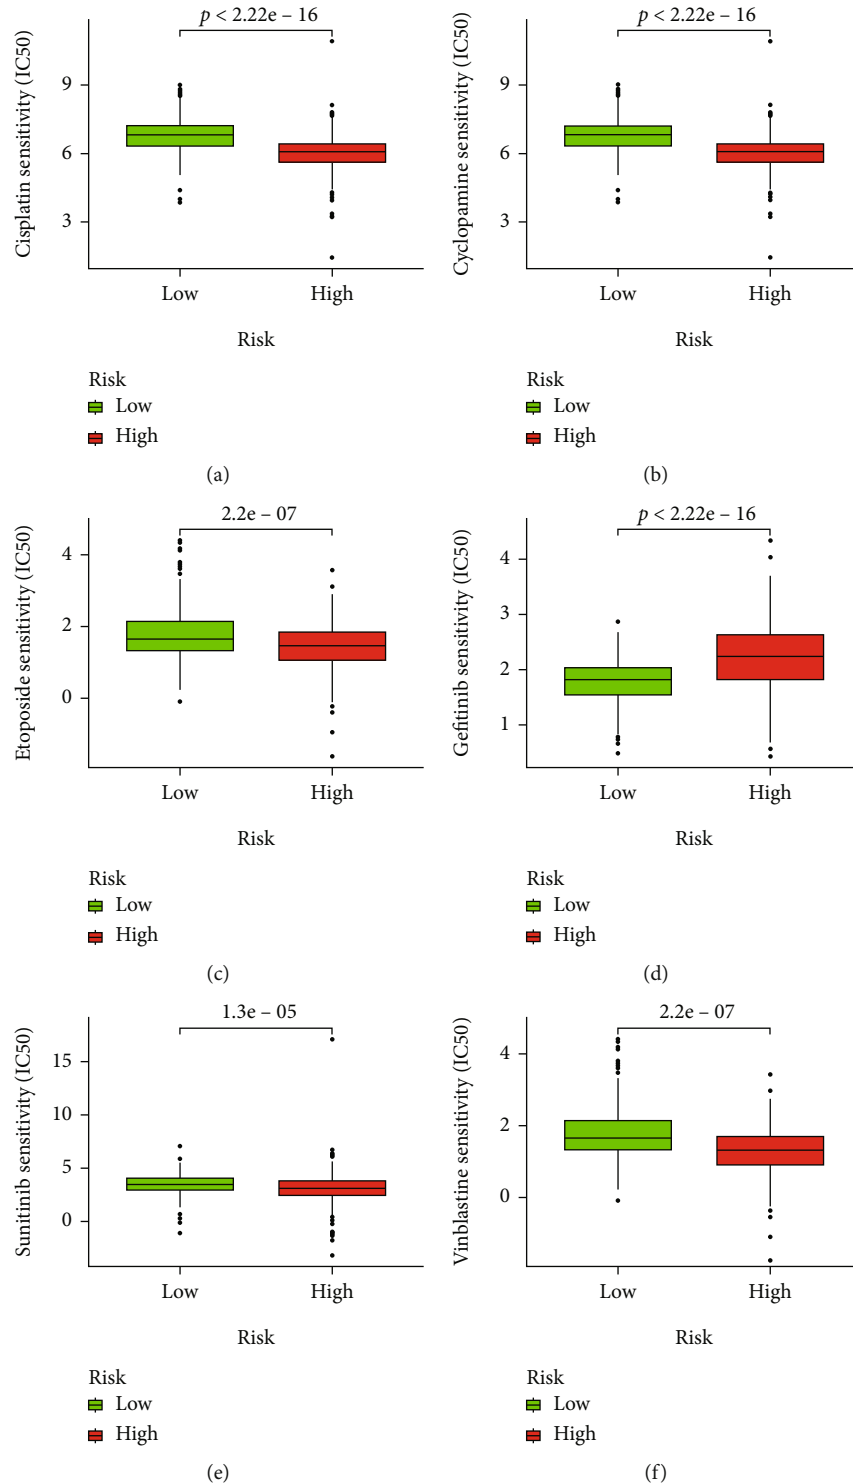 p < 2.22e – 16
Cisplatin sensitivity (IC50)
9
6
3
Low
High
Risk
Risk
Low
High
(a)
p < 2.22e – 16
Cyclopamine sensitivity (IC50)
9
6
3
Low
High
Risk
Risk
Low
High
(b)
2.2e – 07
Etoposide sensitivity (IC50)
4
2
0
Low
High
Risk
Risk
Low
High
(c)
p < 2.22e – 16
Gefitinib sensitivity (IC50)
4
3
2
1
Low
High
Risk
Risk
Low
High
(d)
1.3e – 05
Sunitinib sensitivity (IC50)
15
10
5
0
Low
High
Risk
Risk
Low
High
(e)
2.2e – 07
Vinblastine sensitivity (IC50)
4
2
0
Low
High
Risk
Risk
Low
High
(f)